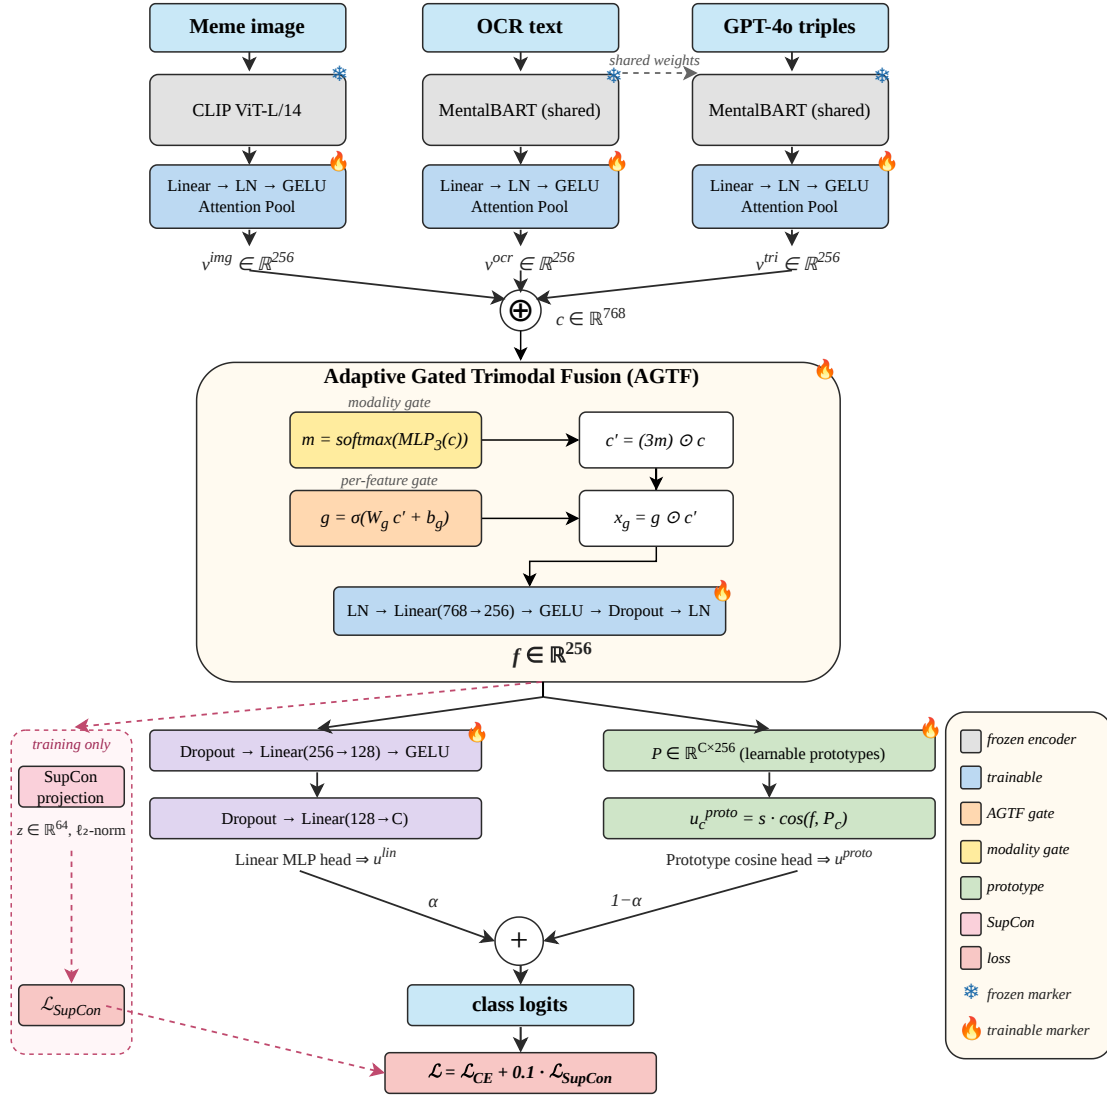 Meme image
OCR text
GPT-4o triples
shared weights
CLIP ViT-L/14
MentalBART (shared)
MentalBART (shared)
Linear → LN → GELU
Attention Pool
Linear → LN → GELU
Attention Pool
Linear → LN → GELU
Attention Pool
v^img ∈ ℝ^256
v^ocr ∈ ℝ^256
v^tri ∈ ℝ^256
⊕
c ∈ ℝ^768
Adaptive Gated Trimodal Fusion (AGTF)
modality gate
m = softmax(MLP_3(c))
c′ = (3m) ⊙ c
per-feature gate
g = σ(W_g c′ + b_g)
x_g = g ⊙ c′
LN → Linear(768→256) → GELU → Dropout → LN
f ∈ ℝ^256
training only
SupCon
projection
z ∈ ℝ^64, ℓ₂-norm
ℒ_SupCon
Dropout → Linear(256→128) → GELU
Dropout → Linear(128→C)
Linear MLP head ⇒ u^lin
P ∈ ℝ^C×256 (learnable prototypes)
u_c^proto = s · cos(f, P_c)
Prototype cosine head ⇒ u^proto
α
1−α
+
class logits
ℒ = ℒ_CE + 0.1 · ℒ_SupCon
frozen encoder
trainable
AGTF gate
modality gate
prototype
SupCon
loss
frozen marker
trainable marker